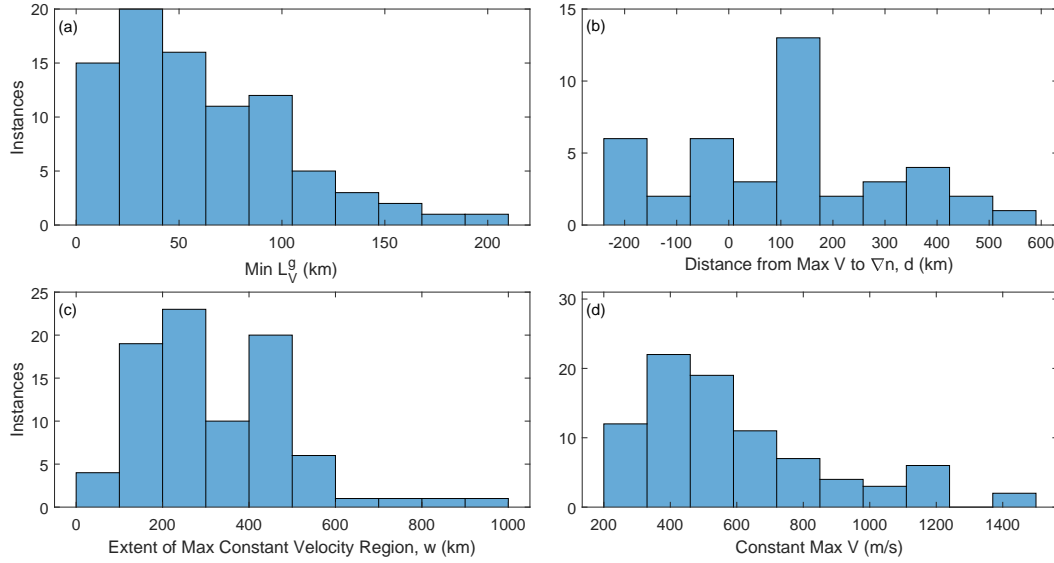 (a)
20
15
10
5
0
Instances
0 50 100 150 200
Min L_V^g (km)
(b)
15
10
5
0
-200 -100 0 100 200 300 400 500 600
Distance from Max V to ∇n, d (km)
(c)
25
20
15
10
5
0
Instances
0 200 400 600 800 1000
Extent of Max Constant Velocity Region, w (km)
(d)
30
20
10
0
200 400 600 800 1000 1200 1400
Constant Max V (m/s)